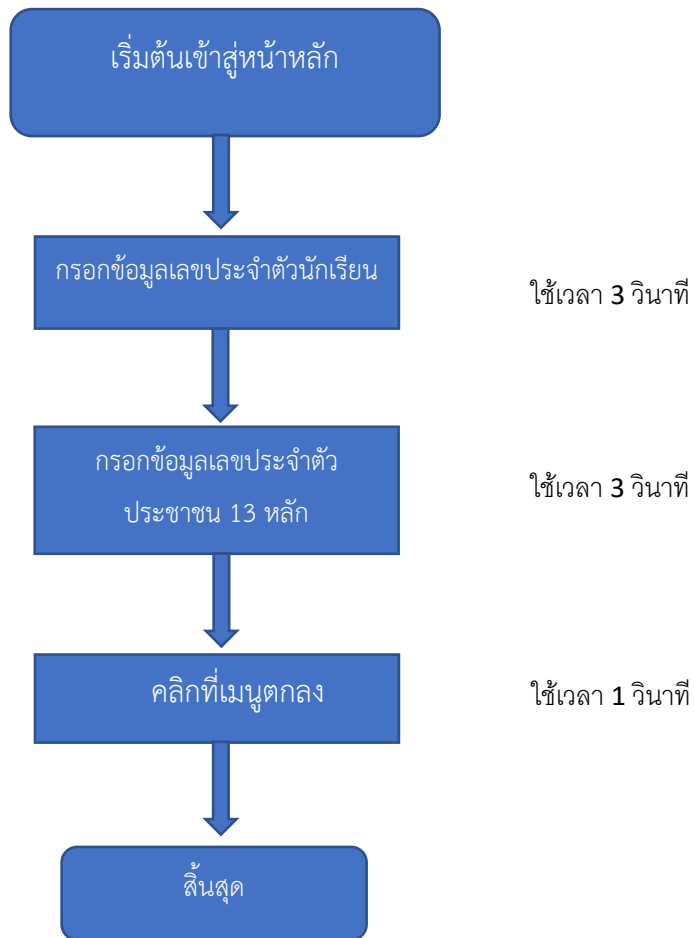 เริ่มต้นเข้าสู่หน้าหลัก
กรอกข้อมูลเลขประจำตัวนักเรียน
ใช้เวลา 3 วินาที
กรอกข้อมูลเลขประจำตัว
ประชาชน 13 หลัก
ใช้เวลา 3 วินาที
คลิกที่เมนูตกลง
ใช้เวลา 1 วินาที
สิ้นสุด